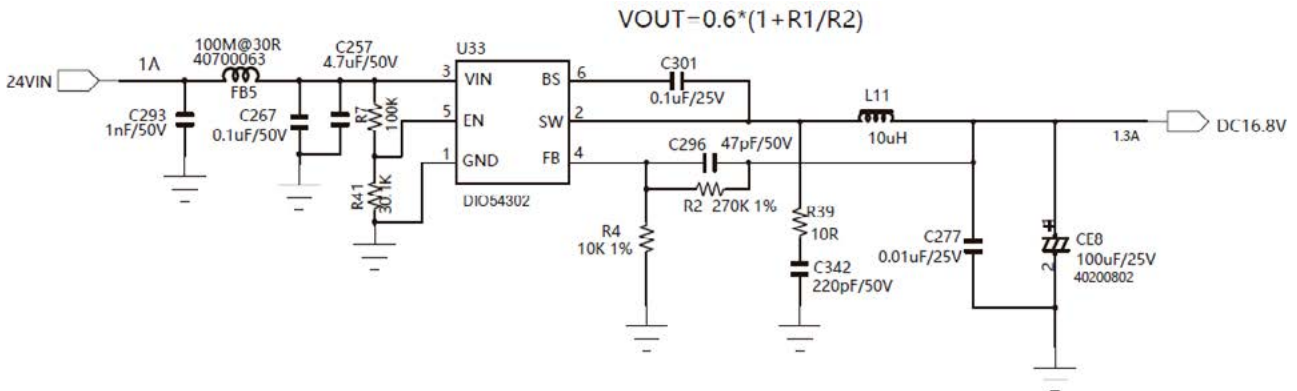 VOUT=0.6*(1+R1/R2)
100M@30R
40700063
FB5
C257
4.7uF/50V
U33
24VIN
1A
C293
1nF/50V
C267
0.1uF/50V
R7
100K
R41
30.1K
3
VIN
5
EN
1
GND
BS
6
SW
2
FB
4
DIO54302
C301
0.1uF/25V
L11
10uH
C296
47pF/50V
R2 270K 1%
R4
10K 1%
R39
10R
C342
220pF/50V
C277
0.01uF/25V
1
2
CE8
100uF/25V
40200802
1.3A
DC16.8V